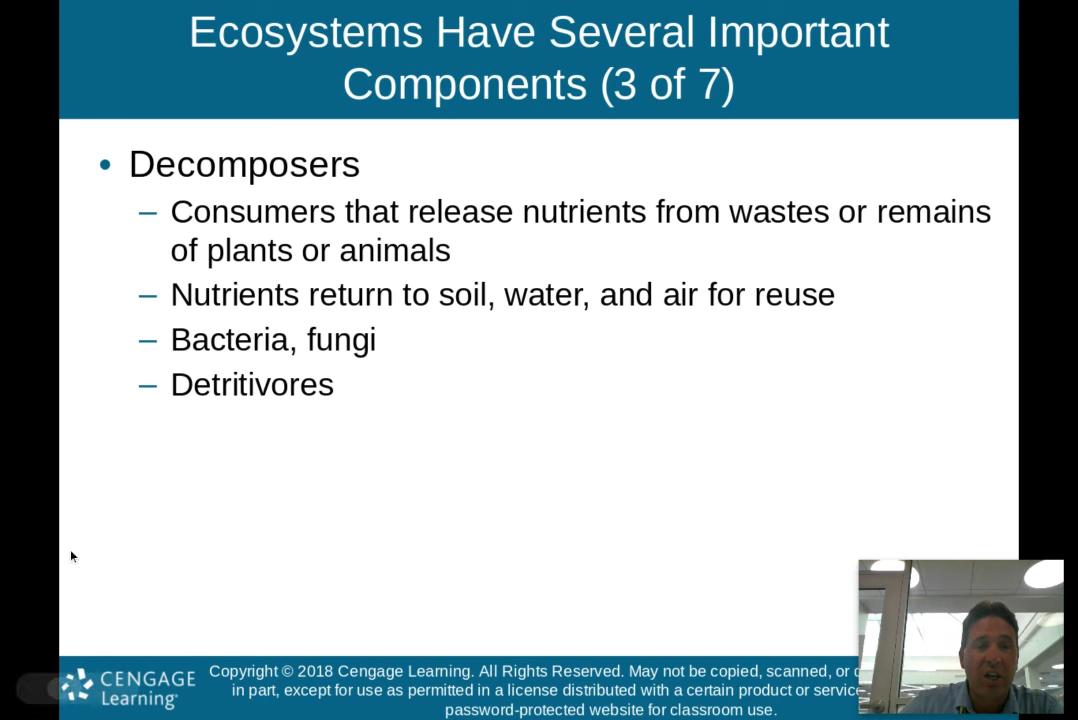 Ecosystems Have Several Important
Components (3 of 7)
• Decomposers
– Consumers that release nutrients from wastes or remains
of plants or animals
– Nutrients return to soil, water, and air for reuse
– Bacteria, fungi
– Detritivores
CENGAGE
Learning
Copyright © 2018 Cengage Learning. All Rights Reserved. May not be copied, scanned, or
in part, except for use as permitted in a license distributed with a certain product or service
password-protected website for classroom use.